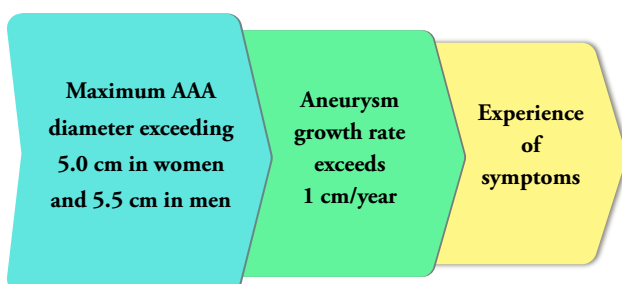 Maximum AAA
diameter exceeding
5.0 cm in women
and 5.5 cm in men
Aneurysm
growth rate
exceeds
1 cm/year
Experience
of
symptoms